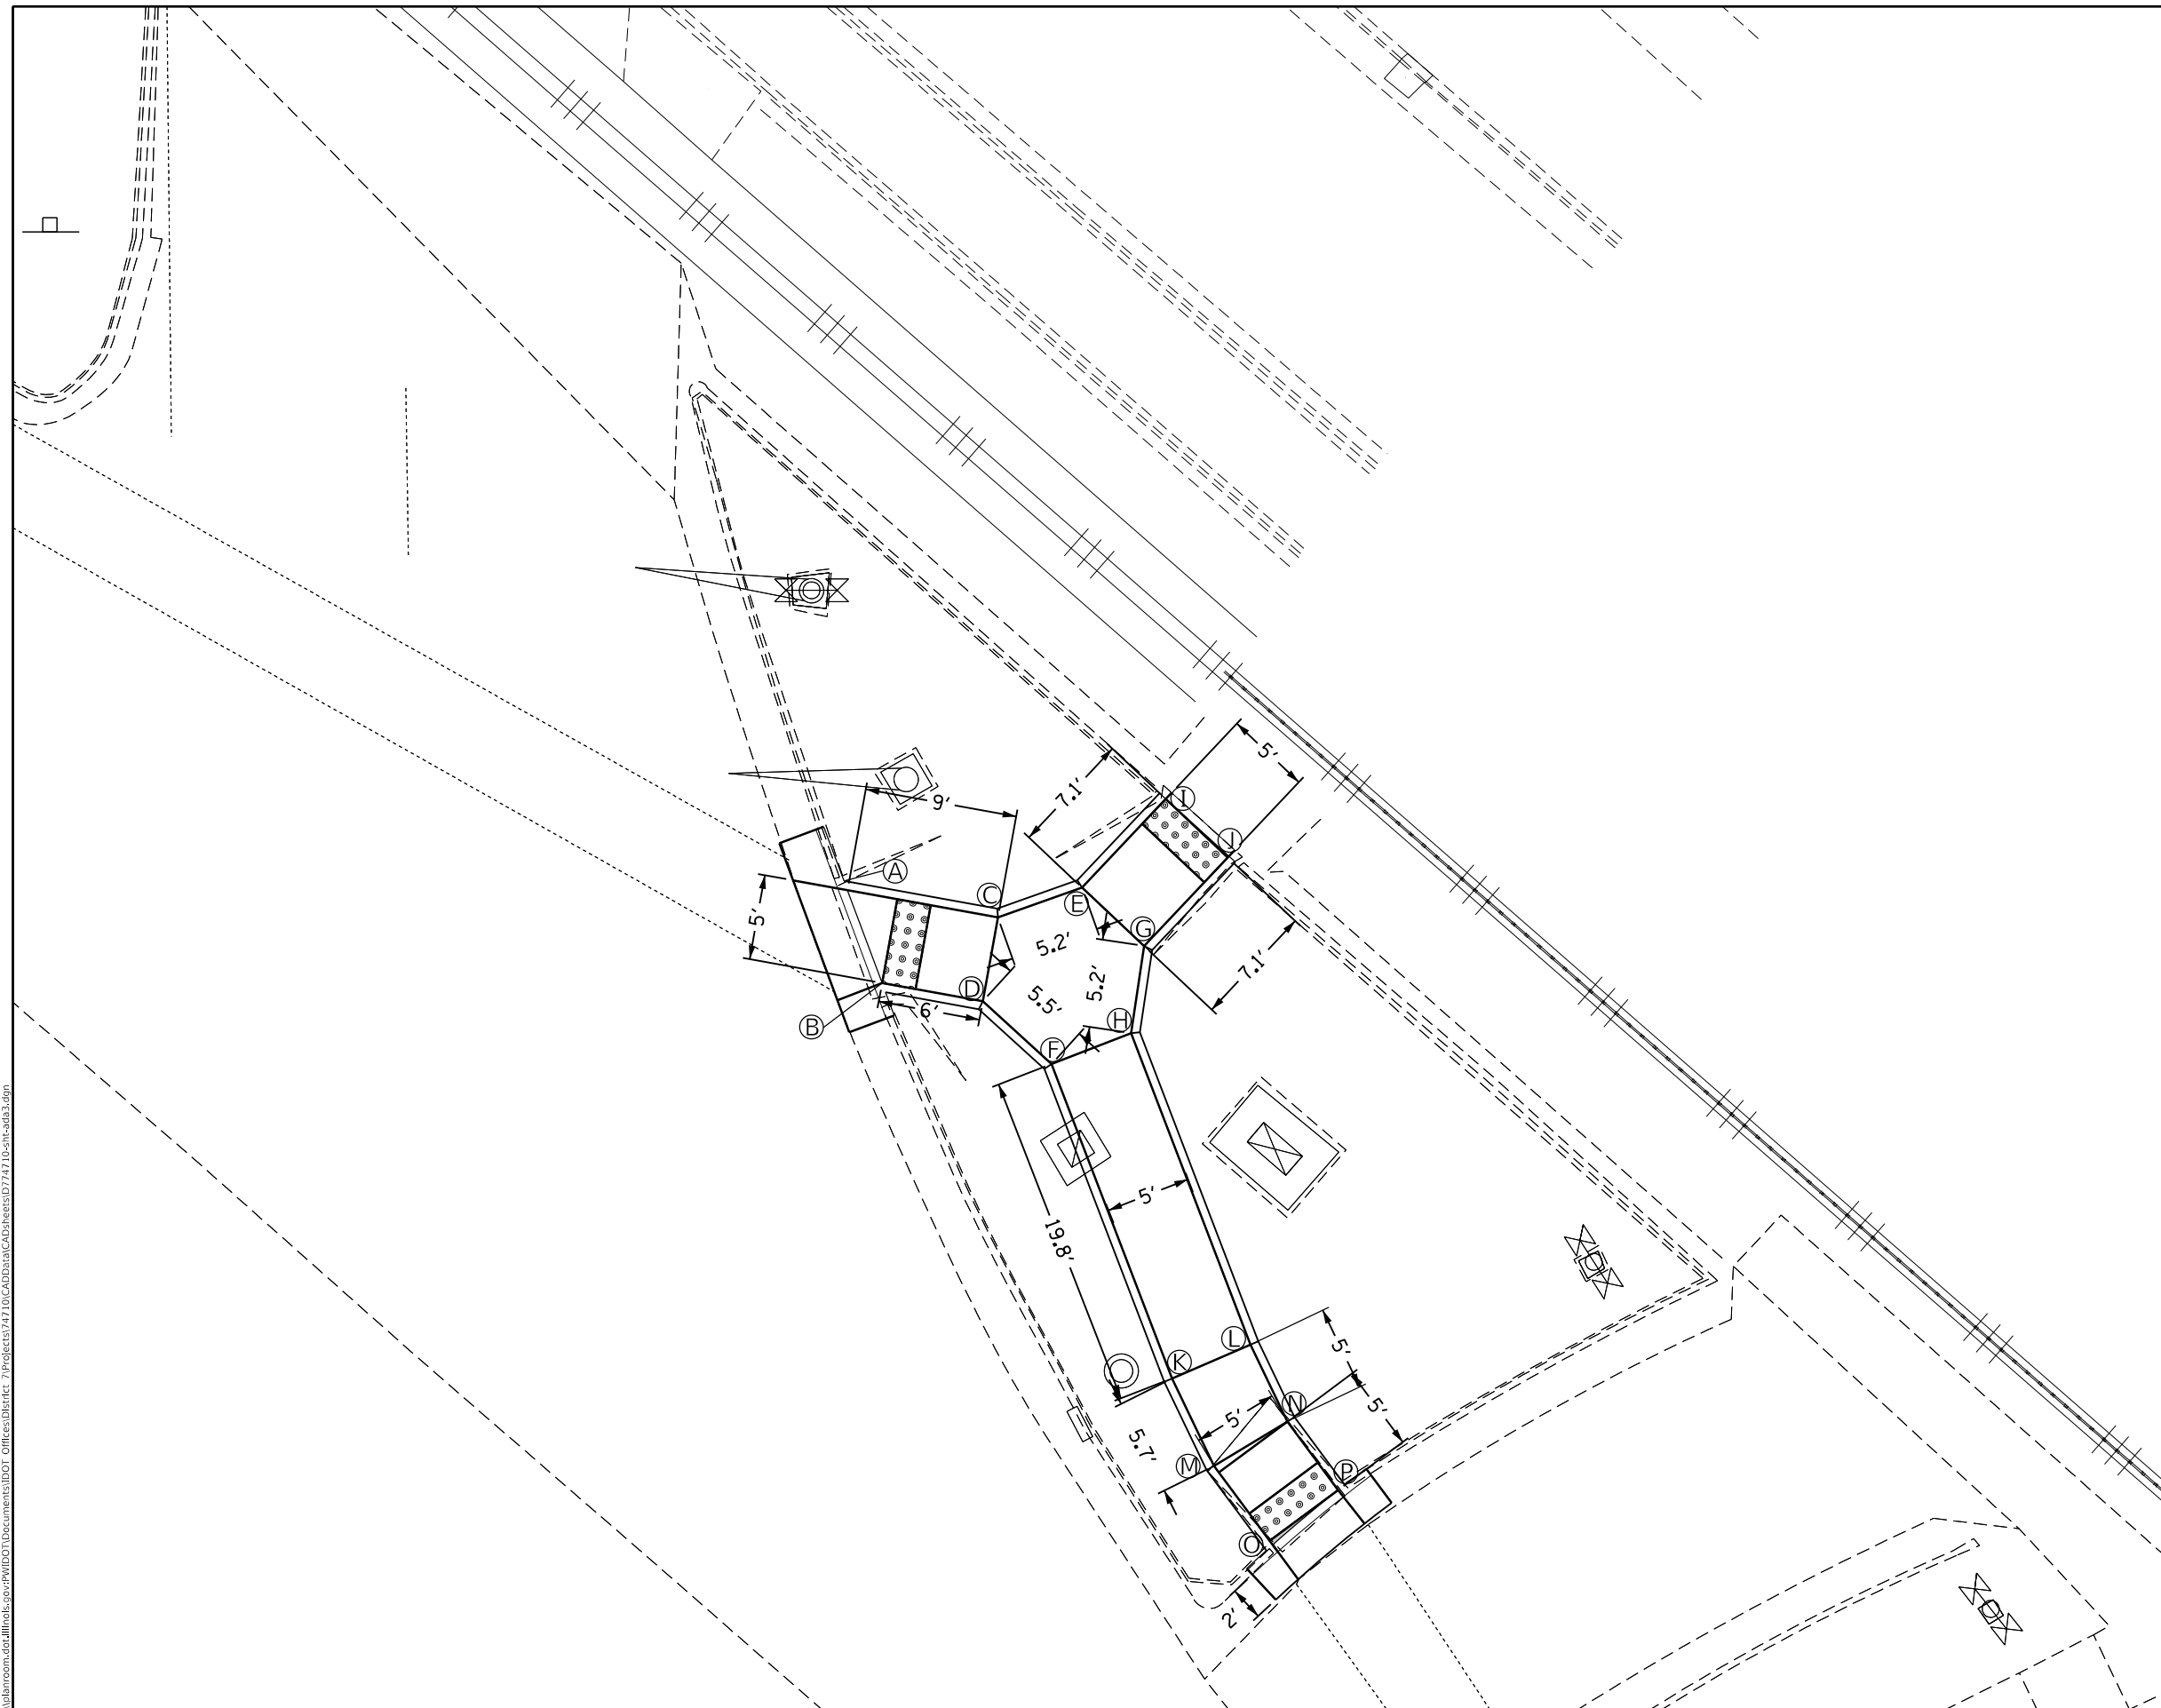 5'
7.1'
I
9'
J
A
C
E
5'
G
5.2'
7.1'
5.2'
D
5.5'
6'
H
B
F
5'
19.8'
L
5'
K
N
5'
5'
5.7'
M
P
O
2'
\\planroom.dot.illinois.gov:PWIDOT\Documents\IDOT Offices\District 7\Projects\74710\CADData\CADsheets\D774710-sht-ada3.dgn